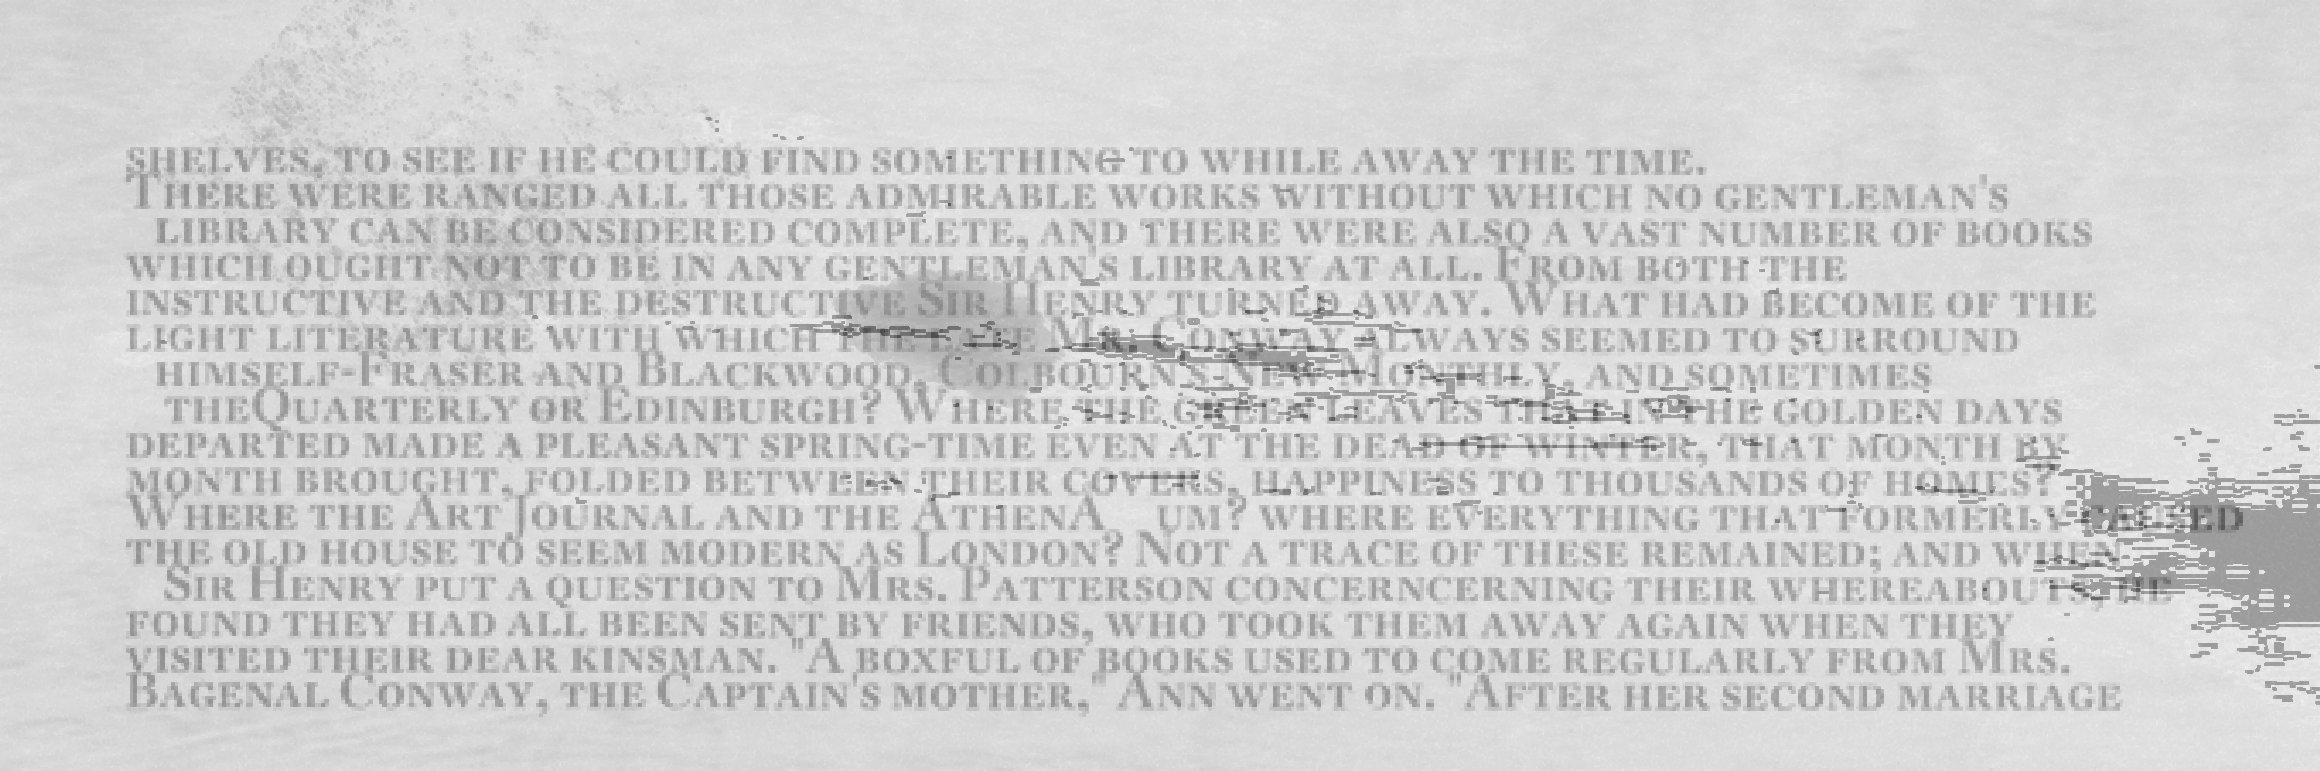 SHELVES, TO SEE IF HE COULD FIND SOMETHING TO WHILE AWAY THE TIME.
THERE WERE RANGED ALL THOSE ADMIRABLE WORKS WITHOUT WHICH NO GENTLEMAN'S
LIBRARY CAN BE CONSIDERED COMPLETE, AND THERE WERE ALSO A VAST NUMBER OF BOOKS
WHICH OUGHT NOT TO BE IN ANY GENTLEMAN'S LIBRARY AT ALL. FROM BOTH THE
INSTRUCTIVE AND THE DESTRUCTIVE SIR HENRY TURNED AWAY. WHAT HAD BECOME OF THE
LIGHT LITERATURE WITH WHICH THE LATE MR. CONWAY ALWAYS SEEMED TO SURROUND
HIMSELF-FRASER AND BLACKWOOD, COLBOURN'S NEW MONTHLY, AND SOMETIMES
THEQUARTERLY OR EDINBURGH? WHERE THE GREEN LEAVES THAT IN THE GOLDEN DAYS
DEPARTED MADE A PLEASANT SPRING-TIME EVEN AT THE DEAD OF WINTER, THAT MONTH BY
MONTH BROUGHT, FOLDED BETWEEN THEIR COVERS, HAPPINESS TO THOUSANDS OF HOMES?
WHERE THE ART JOURNAL AND THE ATHENA UM? WHERE EVERYTHING THAT FORMERLY CAUSED
THE OLD HOUSE TO SEEM MODERN AS LONDON? NOT A TRACE OF THESE REMAINED; AND WHEN
SIR HENRY PUT A QUESTION TO MRS. PATTERSON CONCERNCERNING THEIR WHEREABOUTS, HE
FOUND THEY HAD ALL BEEN SENT BY FRIENDS, WHO TOOK THEM AWAY AGAIN WHEN THEY
VISITED THEIR DEAR KINSMAN. "A BOXFUL OF BOOKS USED TO COME REGULARLY FROM MRS.
BAGENAL CONWAY, THE CAPTAIN'S MOTHER," ANN WENT ON. "AFTER HER SECOND MARRIAGE